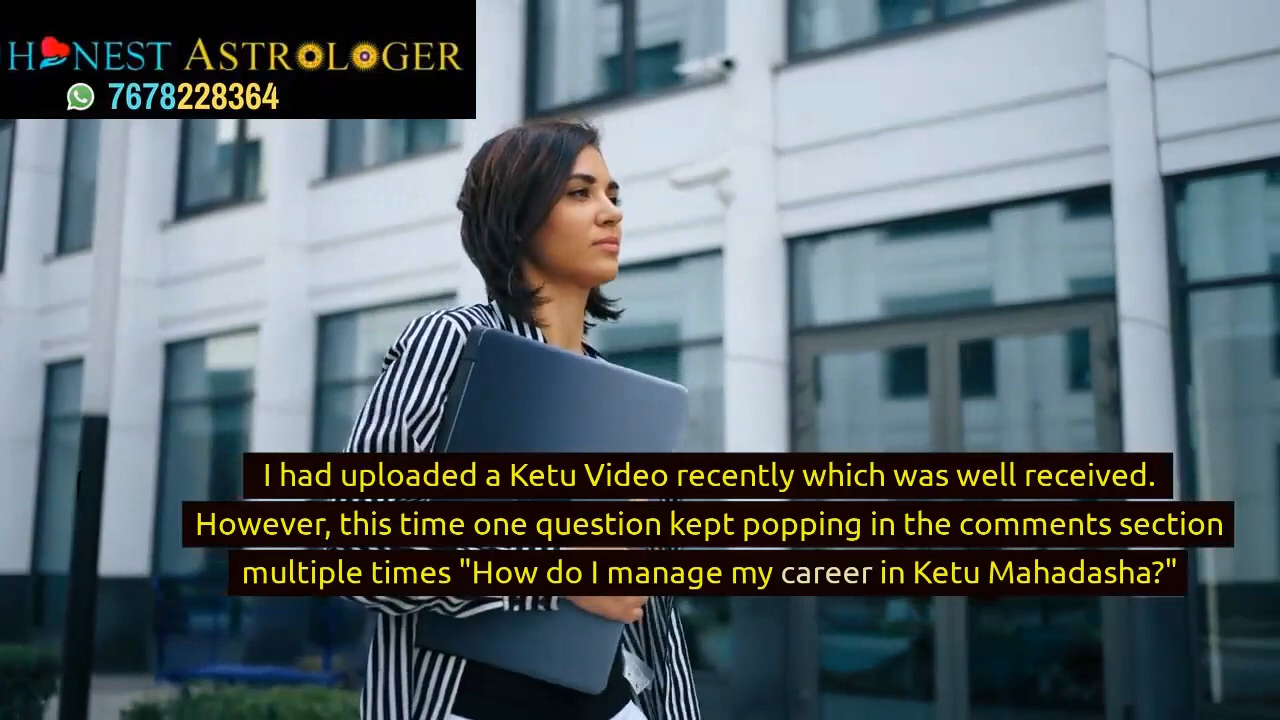 HONEST ASTROLOGER
7678228364
I had uploaded a Ketu Video recently which was well received.
However, this time one question kept popping in the comments section
multiple times "How do I manage my career in Ketu Mahadasha?"